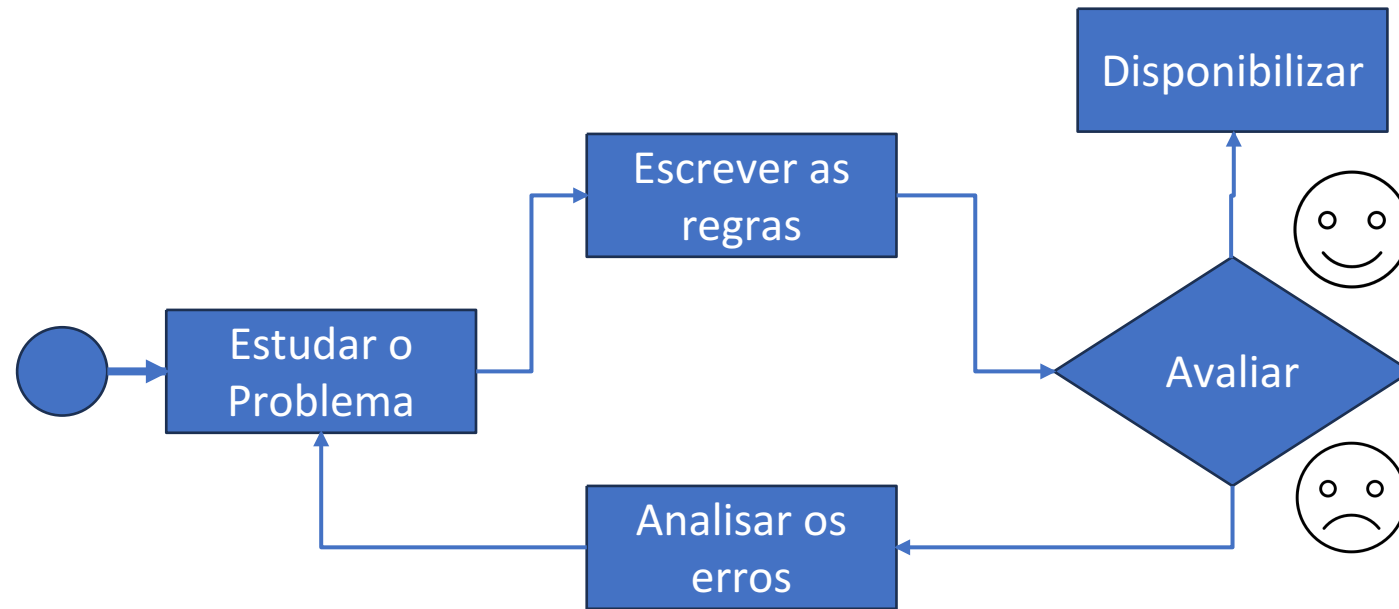 Disponibilizar
Escrever as
regras
Estudar o
Problema
Avaliar
Analisar os
erros